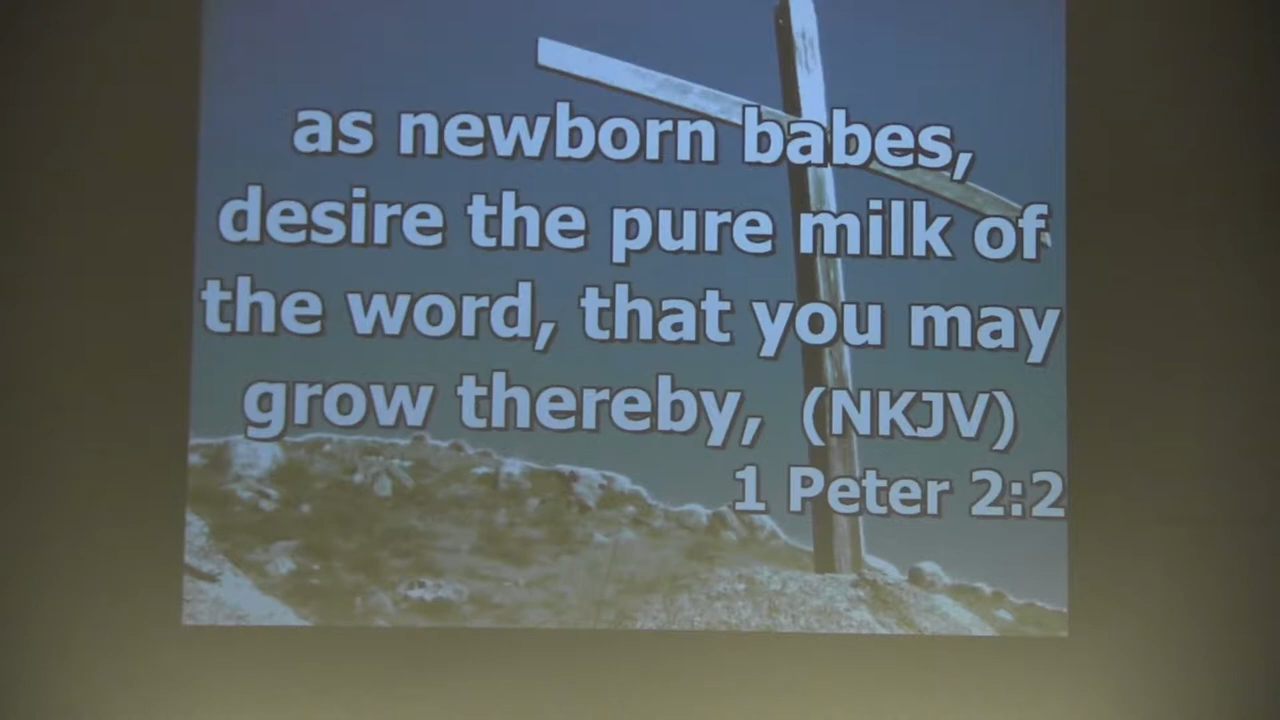 as newborn babes,
desire the pure milk of
the word, that you may
grow thereby, (NKJV)
1 Peter 2:2